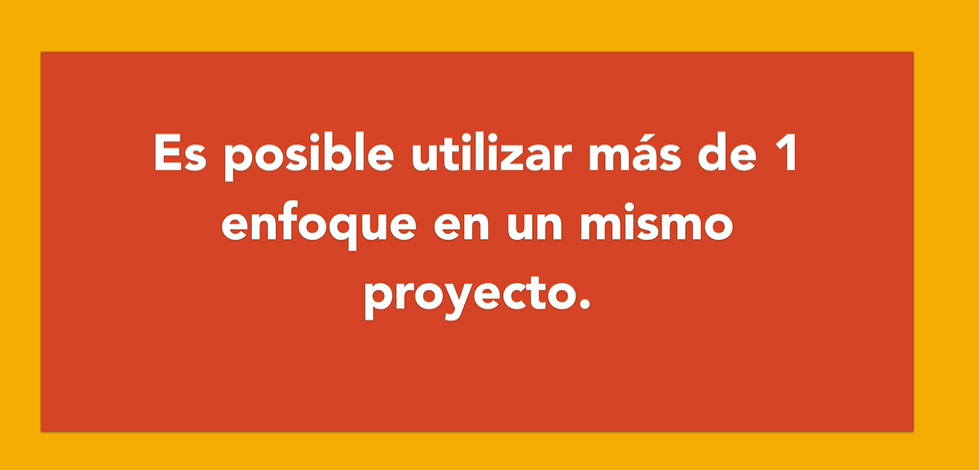 Es posible utilizar más de 1
enfoque en un mismo
proyecto.